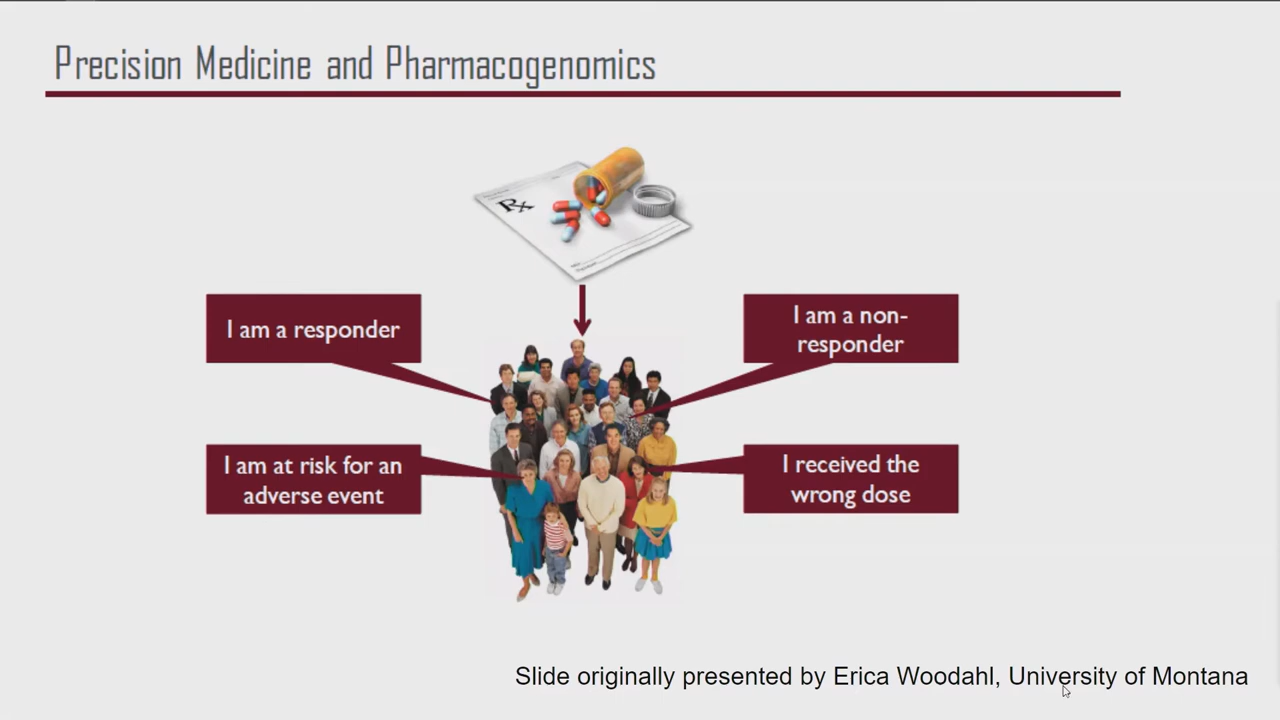 Precision Medicine and Pharmacogenomics
Rx
I am a responder
I am a non-
responder
I am at risk for an
adverse event
I received the
wrong dose
Slide originally presented by Erica Woodahl, University of Montana